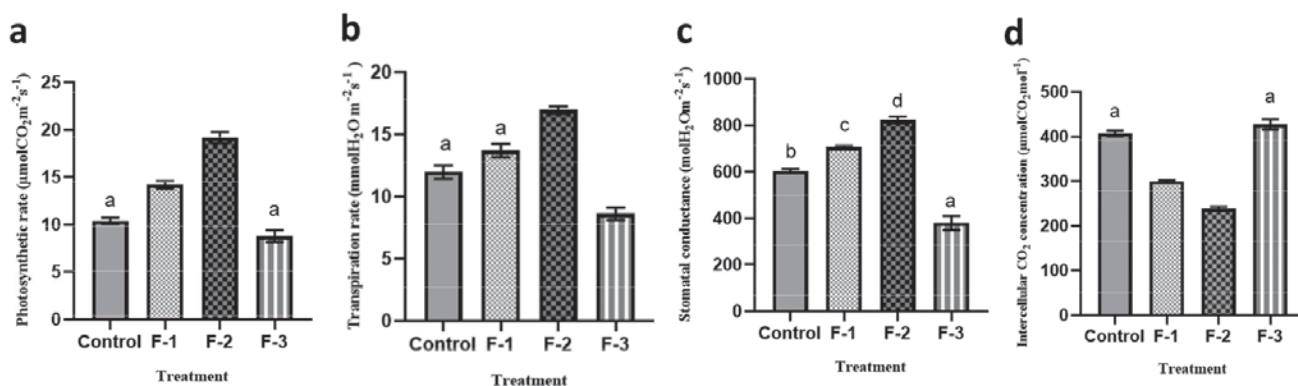 a
Photosynthetic rate (μmolCO₂m⁻²s⁻¹)
25
20
15
10
5
0
a
a
Control F-1 F-2 F-3
Treatment
b
Transpiration rate (mmolH₂O m⁻²s⁻¹)
20
15
10
5
0
a
a
Control F-1 F-2 F-3
Treatment
c
Stomatal conductance (molH₂Om⁻²s⁻¹)
1000
800
600
400
200
0
b
c
d
a
Control F-1 F-2 F-3
Treatment
d
Intercellular CO₂ concentration (μmolCO₂mol⁻¹)
500
400
300
200
100
0
a
a
Control F-1 F-2 F-3
Treatment